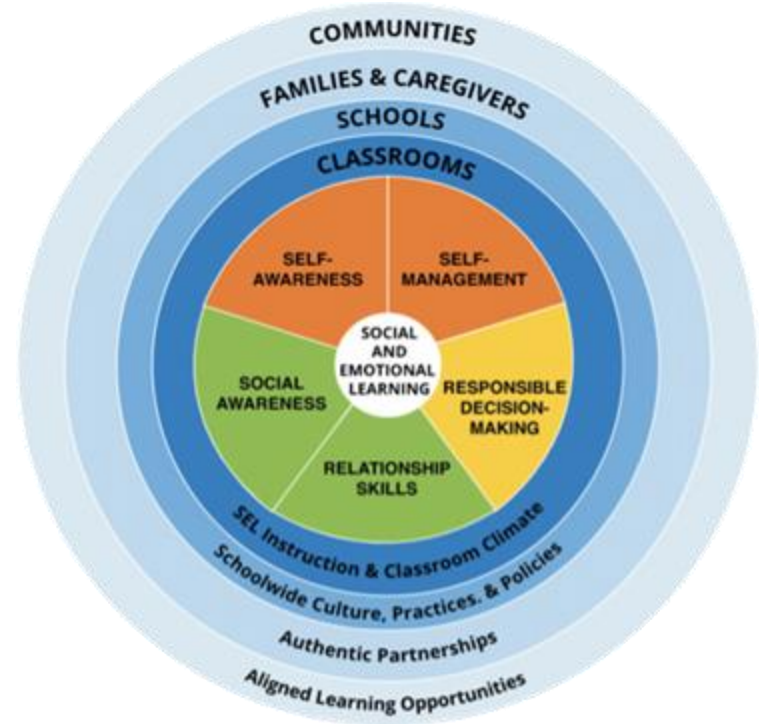 COMMUNITIES
FAMILIES & CAREGIVERS
SCHOOLS
CLASSROOMS
SELF-
AWARENESS
SELF-
MANAGEMENT
SOCIAL
AND
EMOTIONAL
LEARNING
SOCIAL
AWARENESS
RESPONSIBLE
DECISION-
MAKING
RELATIONSHIP
SKILLS
SEL Instruction & Classroom Climate
Schoolwide Culture, Practices. & Policies
Authentic Partnerships
Aligned Learning Opportunities